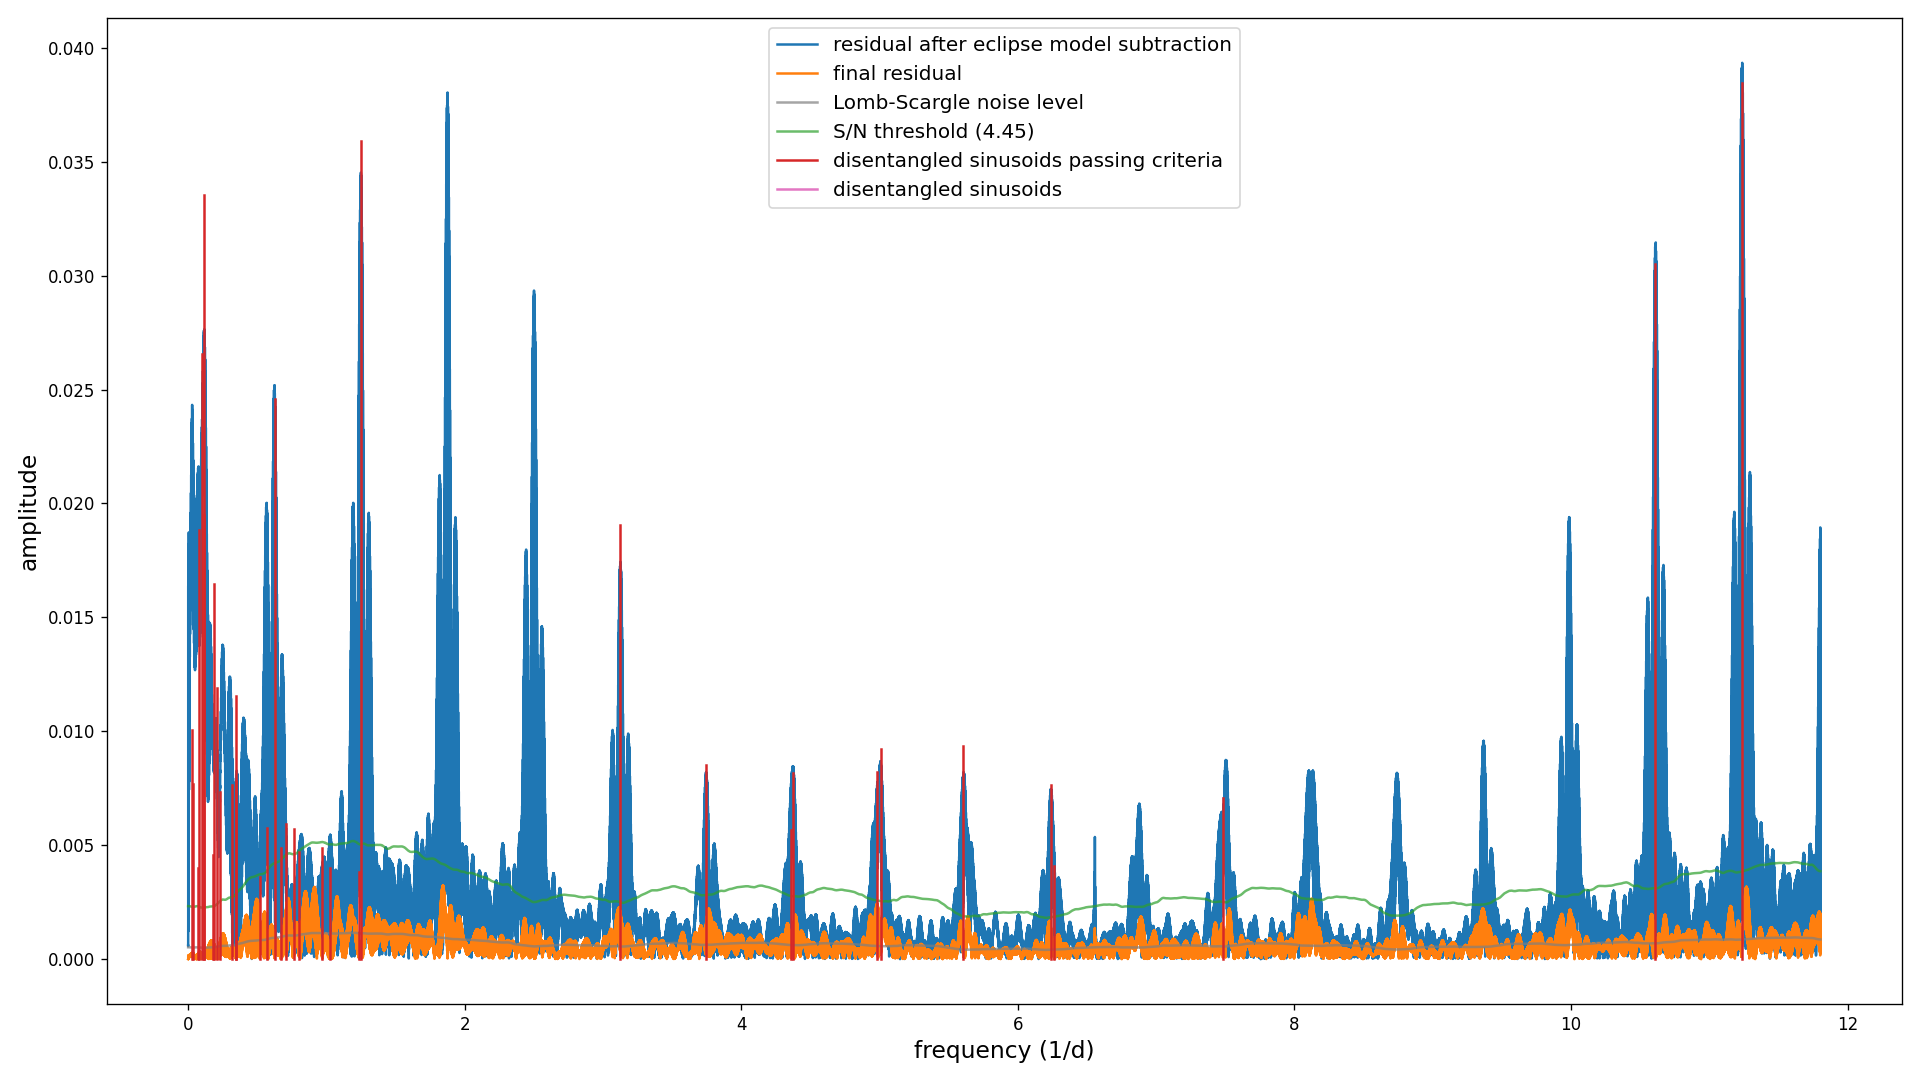 residual after eclipse model subtraction
final residual
Lomb-Scargle noise level
S/N threshold (4.45)
disentangled sinusoids passing criteria
disentangled sinusoids
0.040
0.035
0.030
0.025
0.020
0.015
0.010
0.005
0.000
amplitude
0 2 4 6 8 10 12
frequency (1/d)